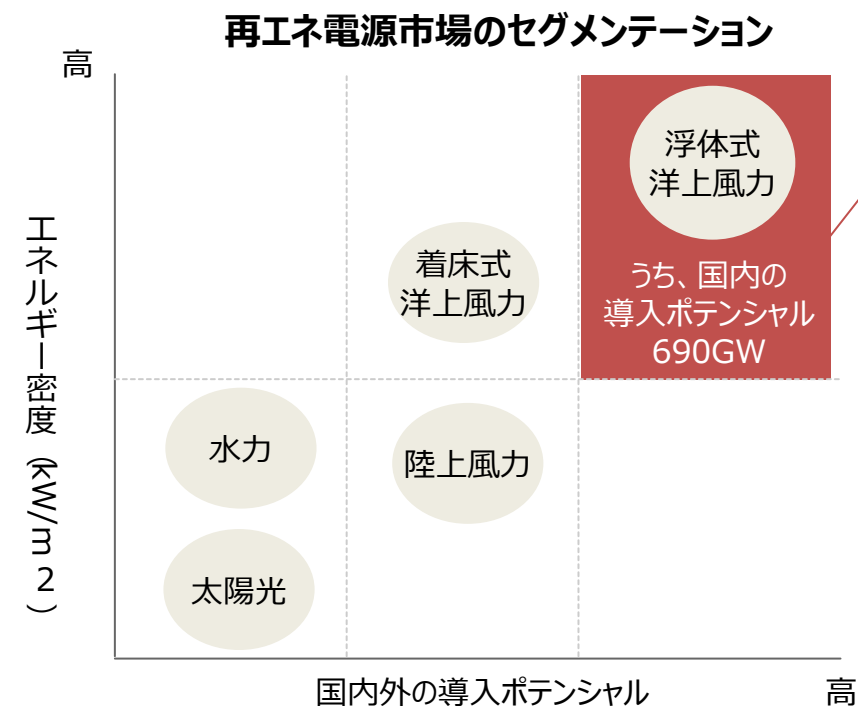 再エネ電源市場のセグメンテーション
高
エネルギー密度（kW/m2）
浮体式
洋上風力
うち、国内の
導入ポテンシャル
690GW
着床式
洋上風力
水力
陸上風力
太陽光
国内外の導入ポテンシャル
高